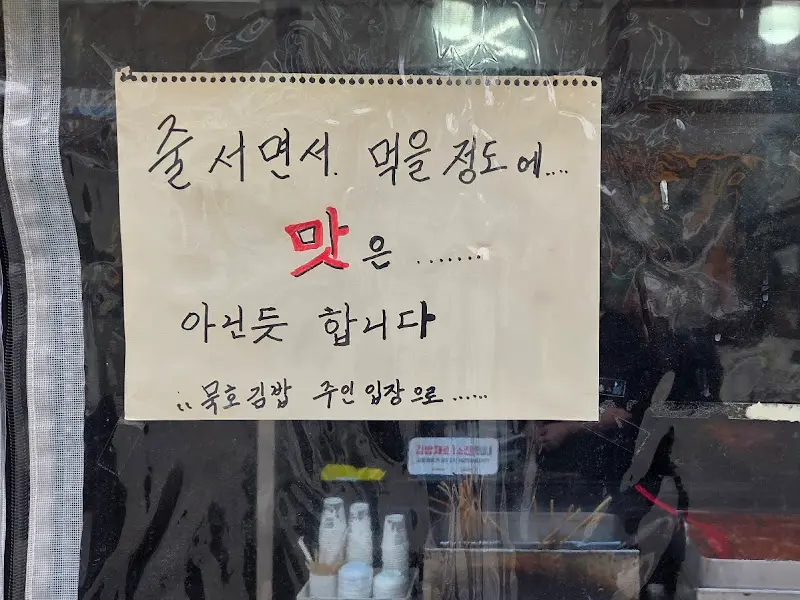 줄 서면서. 먹을 정도에....
맛은 .......
아닌듯 합니다
¡¡ 묵호김밥 주인 입장으로 ......